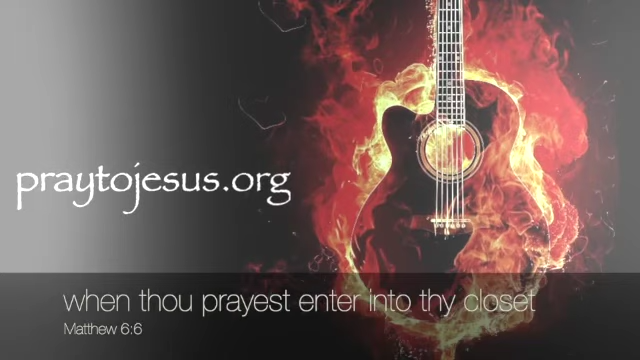 praytojesus.org
when thou prayest enter into thy closet
Matthew 6:6